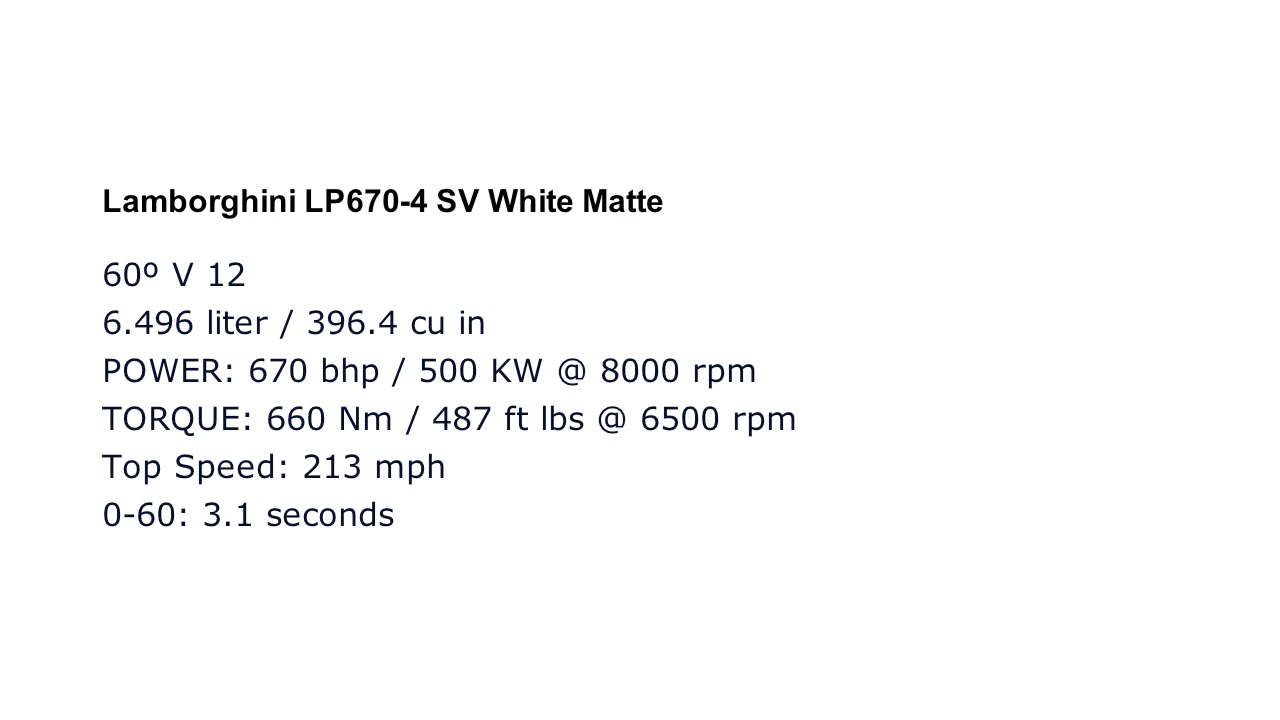 Lamborghini LP670-4 SV White Matte
60º V 12
6.496 liter / 396.4 cu in
POWER: 670 bhp / 500 KW @ 8000 rpm
TORQUE: 660 Nm / 487 ft lbs @ 6500 rpm
Top Speed: 213 mph
0-60: 3.1 seconds